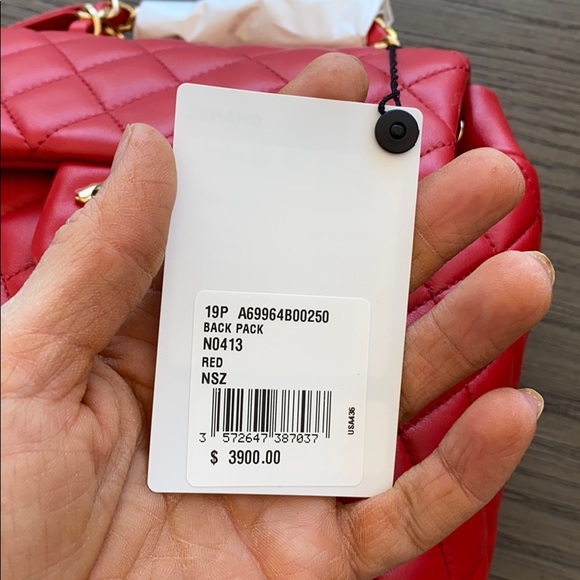 19P A69964B00250
BACK PACK
N0413
RED
NSZ
USA436
3 572647 387037
$ 3900.00